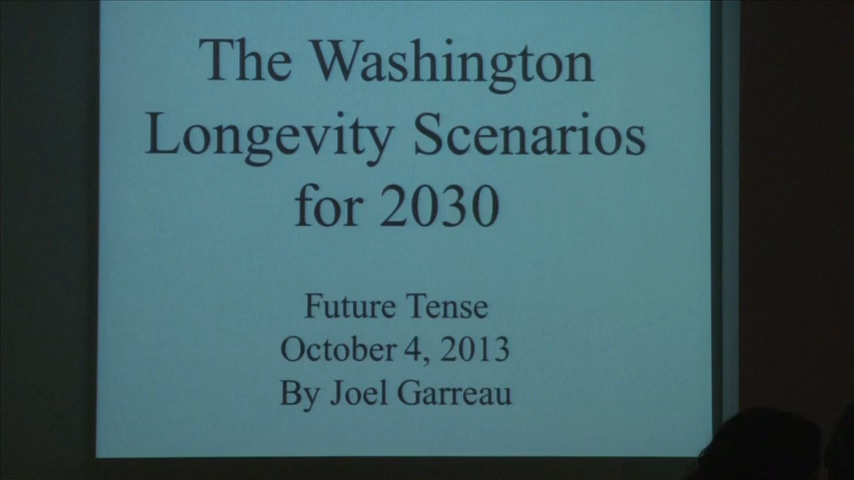 The Washington
Longevity Scenarios
for 2030
Future Tense
October 4, 2013
By Joel Garreau